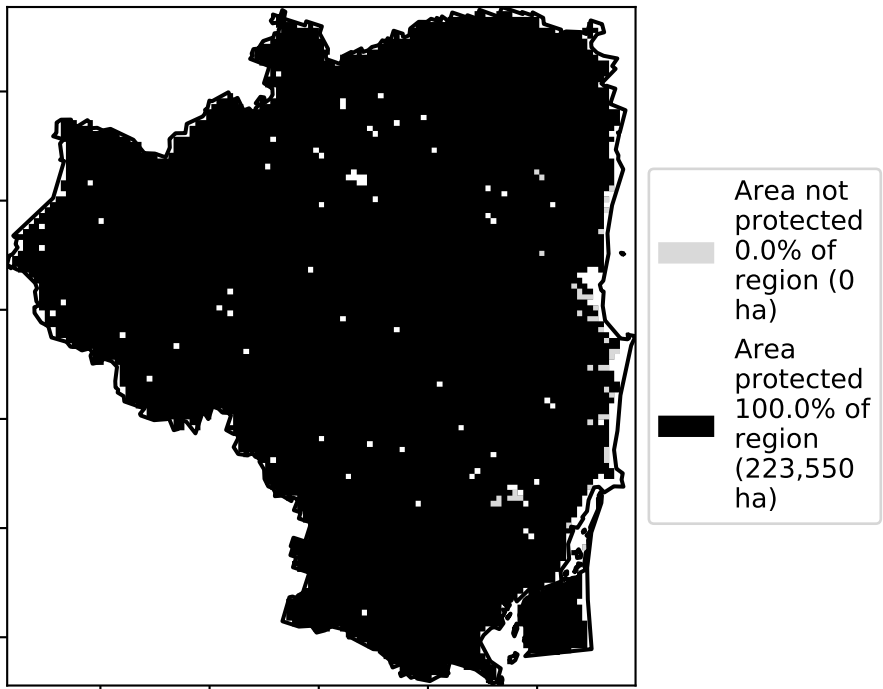 Area not
protected
0.0% of
region (0
ha)
Area
protected
100.0% of
region
(223,550
ha)